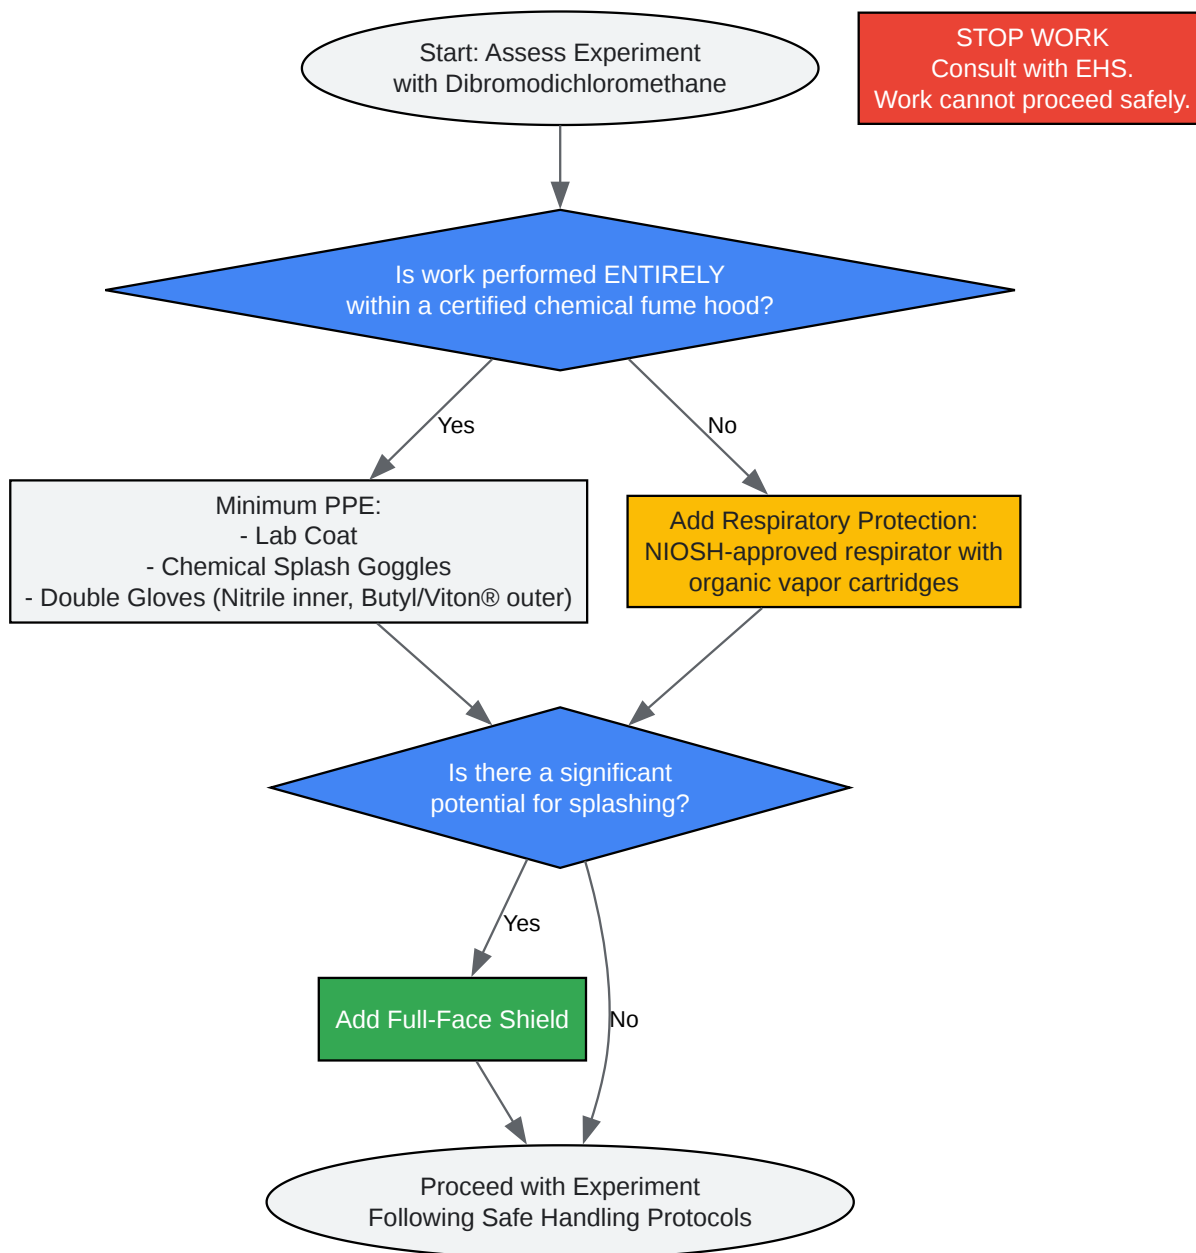 Start: Assess Experiment
with Dibromodichloromethane
STOP WORK
Consult with EHS.
Work cannot proceed safely.
Is work performed ENTIRELY
within a certified chemical fume hood?
Yes
No
Minimum PPE:
- Lab Coat
- Chemical Splash Goggles
- Double Gloves (Nitrile inner, Butyl/Viton® outer)
Add Respiratory Protection:
NIOSH-approved respirator with
organic vapor cartridges
Is there a significant
potential for splashing?
Yes
No
Add Full-Face Shield
Proceed with Experiment
Following Safe Handling Protocols